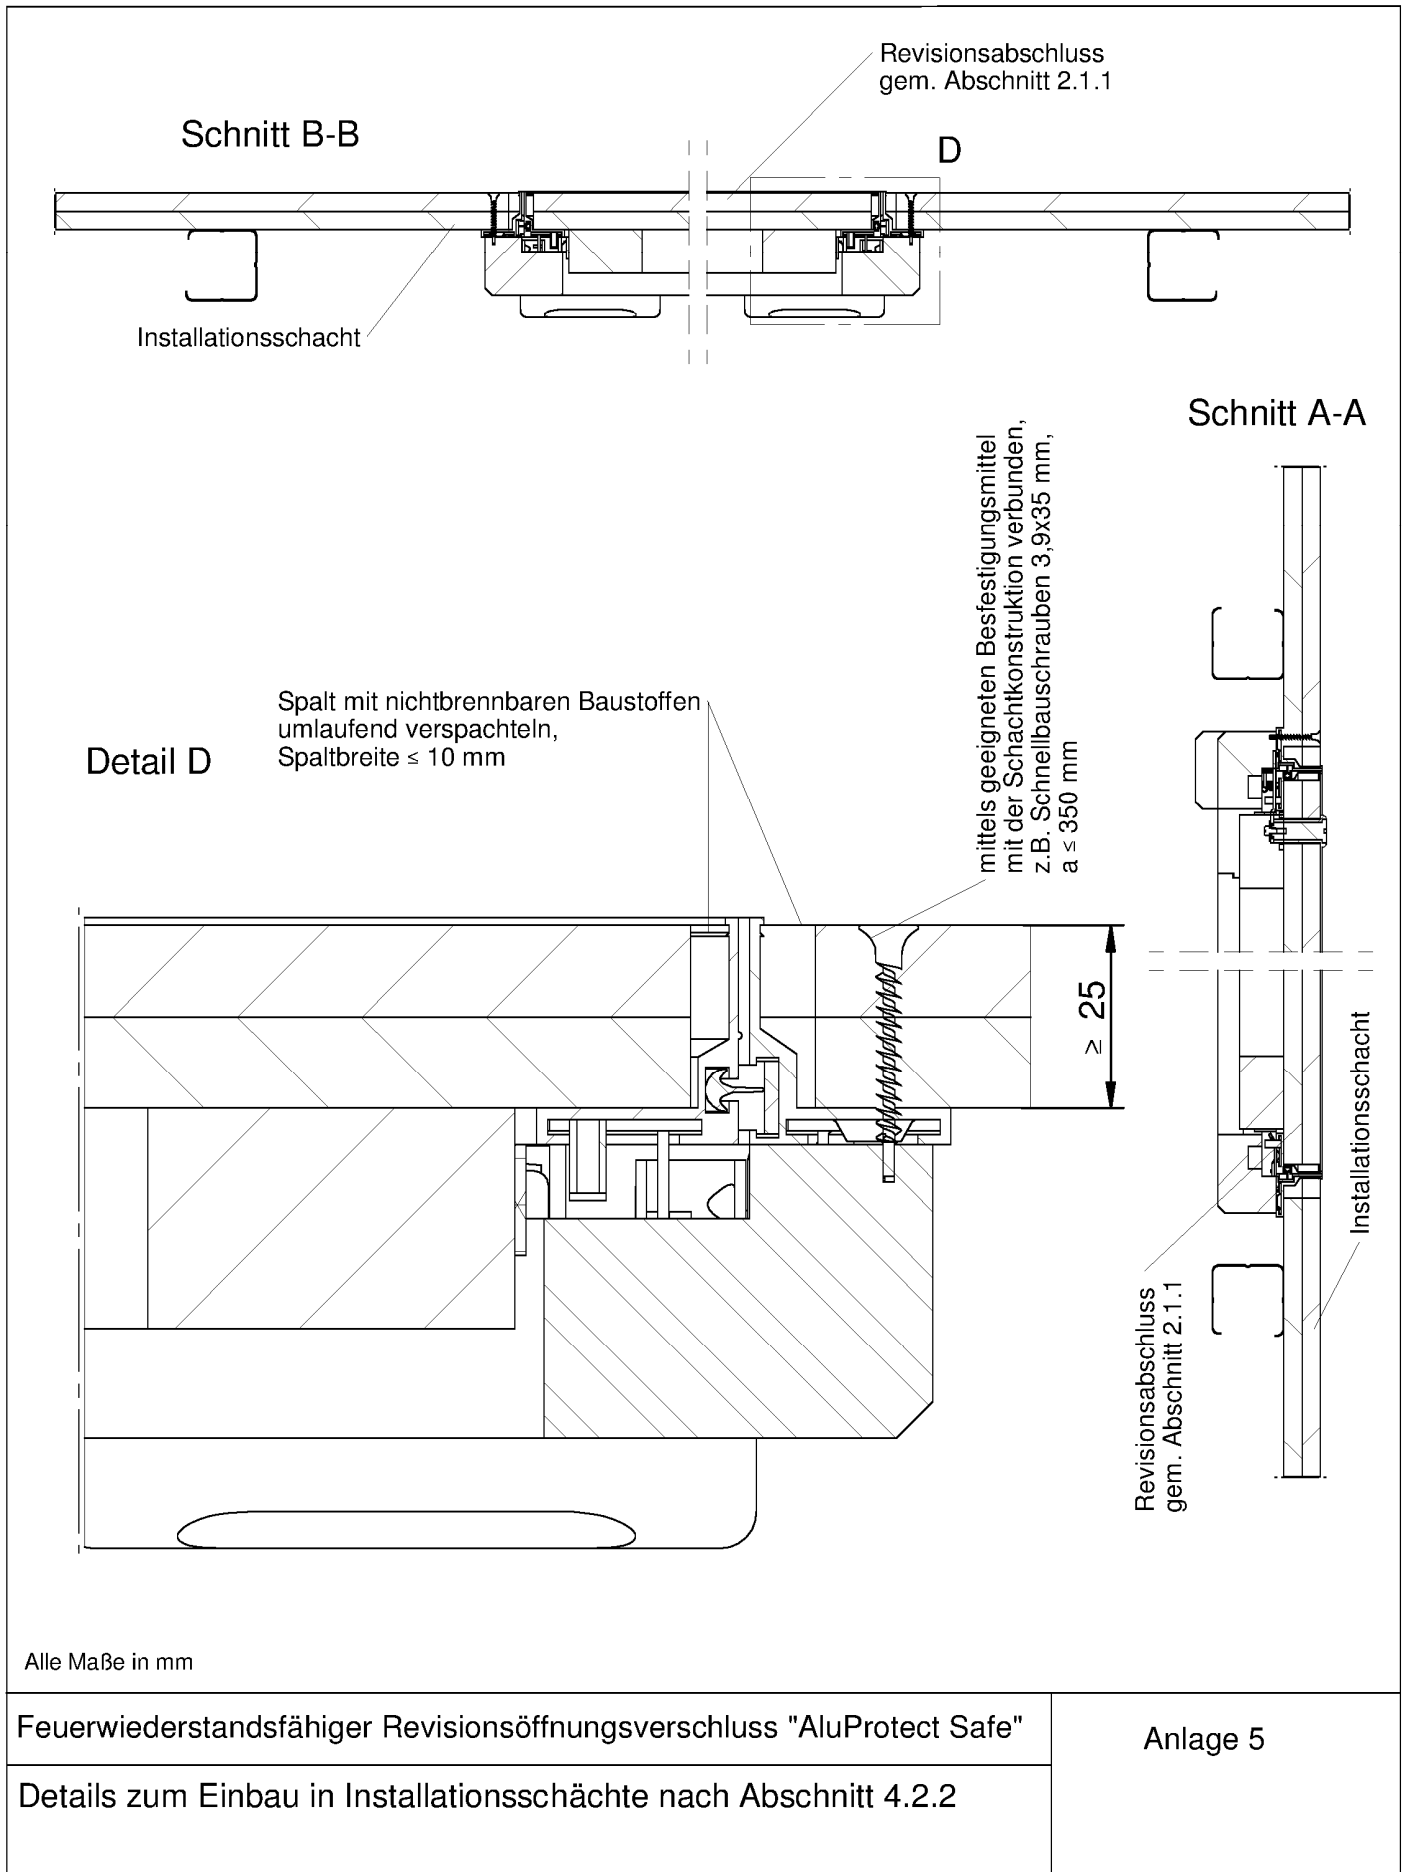 Revisionsabschluss
gem. Abschnitt 2.1.1
Schnitt B-B
D
Installationsschacht
Schnitt A-A
mittels geeigneten Besfestigungsmittel
mit der Schachtkonstruktion verbunden,
z.B. Schnellbauschrauben 3,9x35 mm,
a ≤ 350 mm
Spalt mit nichtbrennbaren Baustoffen
umlaufend verspachteln,
Spaltbreite ≤ 10 mm
Detail D
≥ 25
Installationsschacht
Revisionsabschluss
gem. Abschnitt 2.1.1
Alle Maße in mm
Feuerwiederstandsfähiger Revisionsöffnungsverschluss "AluProtect Safe"
Anlage 5
Details zum Einbau in Installationsschächte nach Abschnitt 4.2.2